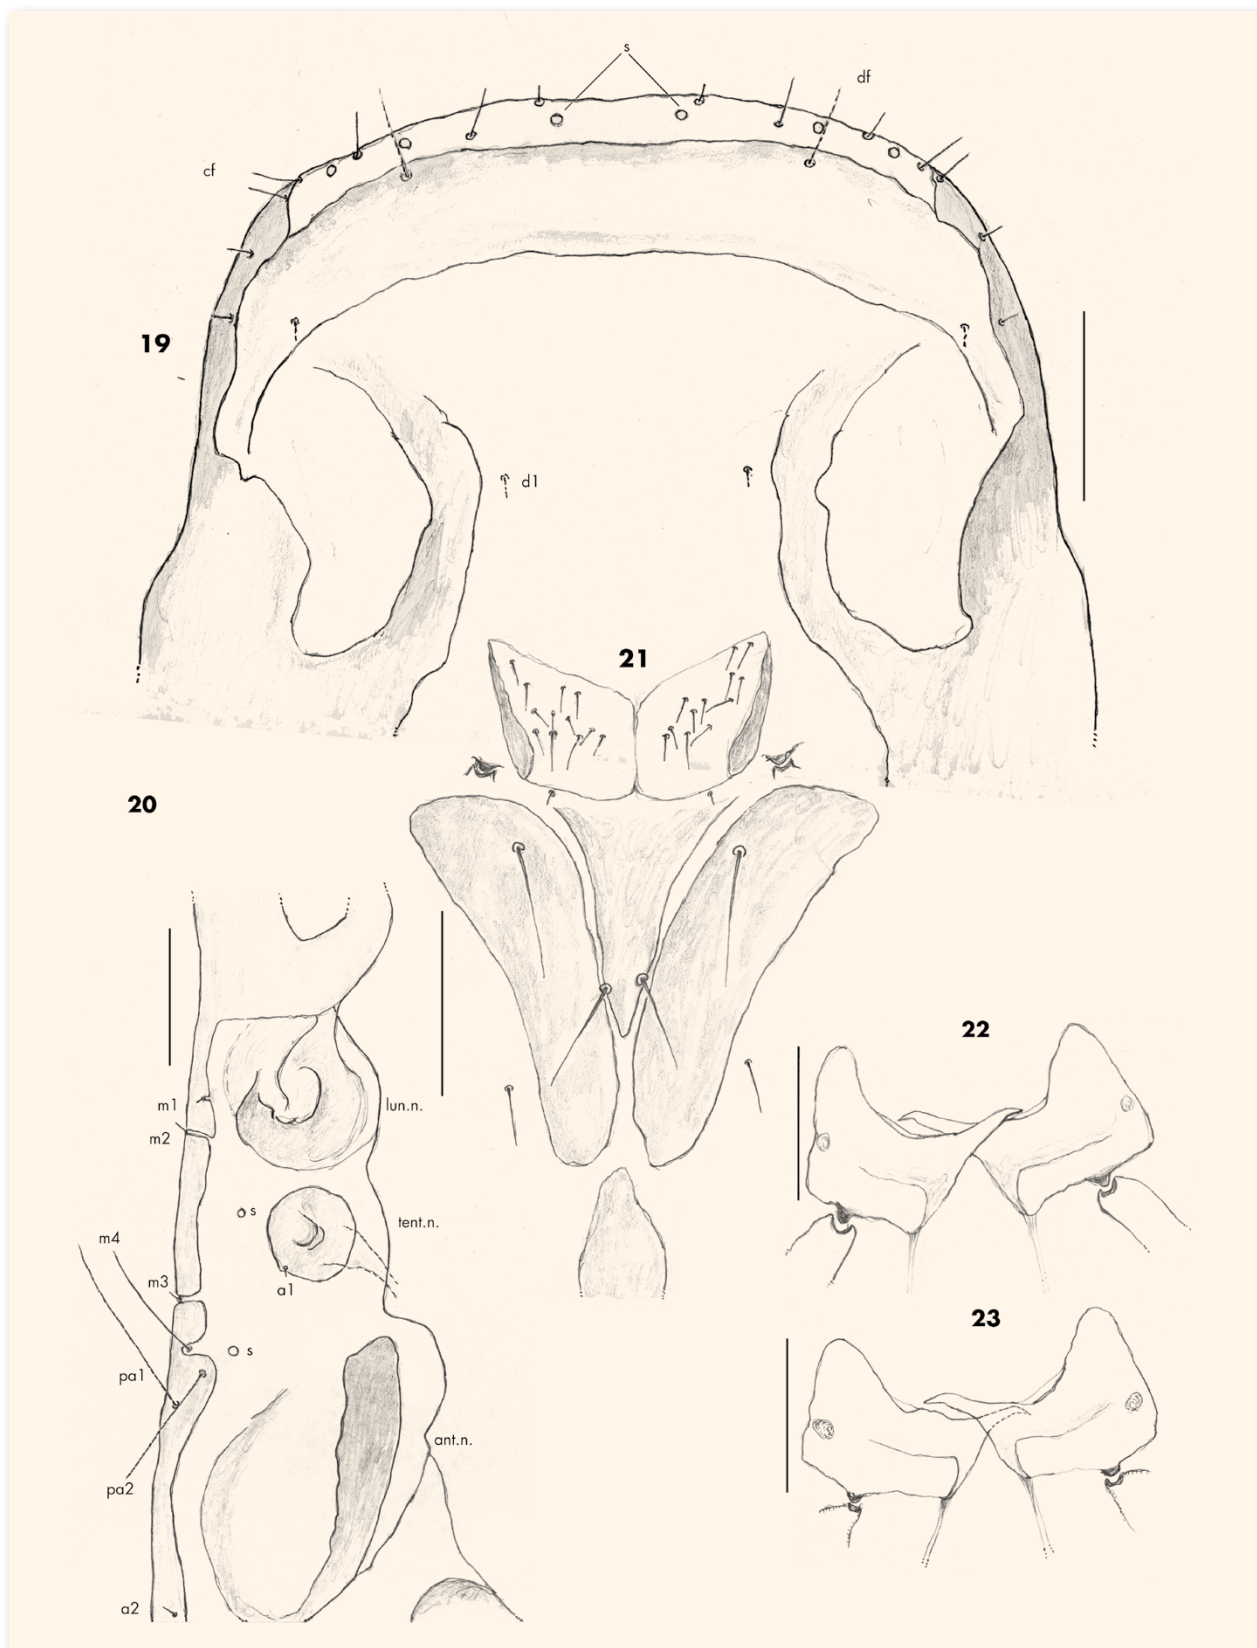 s
df
cf
19
d1
21
20
22
m1
lun.n.
m2
s
tent.n.
m4
m3
a1
23
s
pa1
ant.n.
pa2
a2